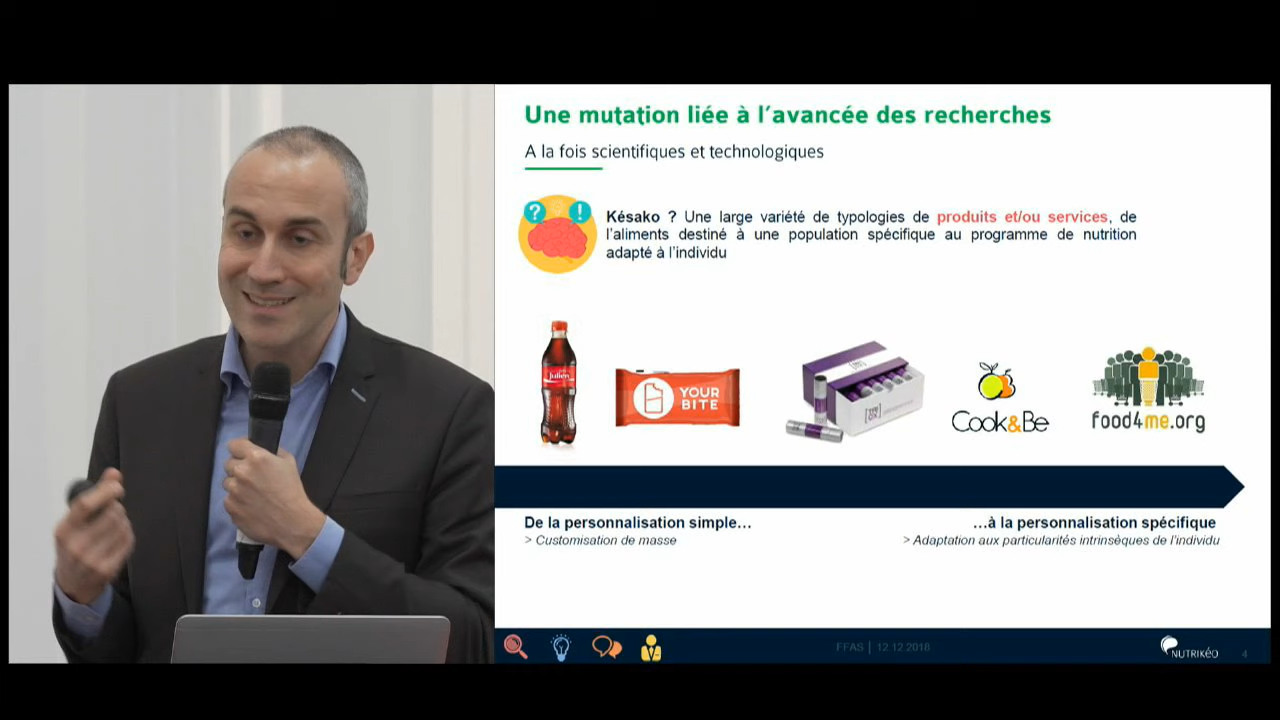 Une mutation liée à l'avancée des recherches
A la fois scientifiques et technologiques
? !
Késako ? Une large variété de typologies de produits et/ou services, de
l'aliments destiné à une population spécifique au programme de nutrition
adapté à l'individu
Julien
YOUR
BITE
Cook&Be
food4me.org
De la personnalisation simple…
> Customisation de masse
…à la personnalisation spécifique
> Adaptation aux particularités intrinsèques de l'individu
FFAS | 12.12.2018
NUTRIKÉO
4